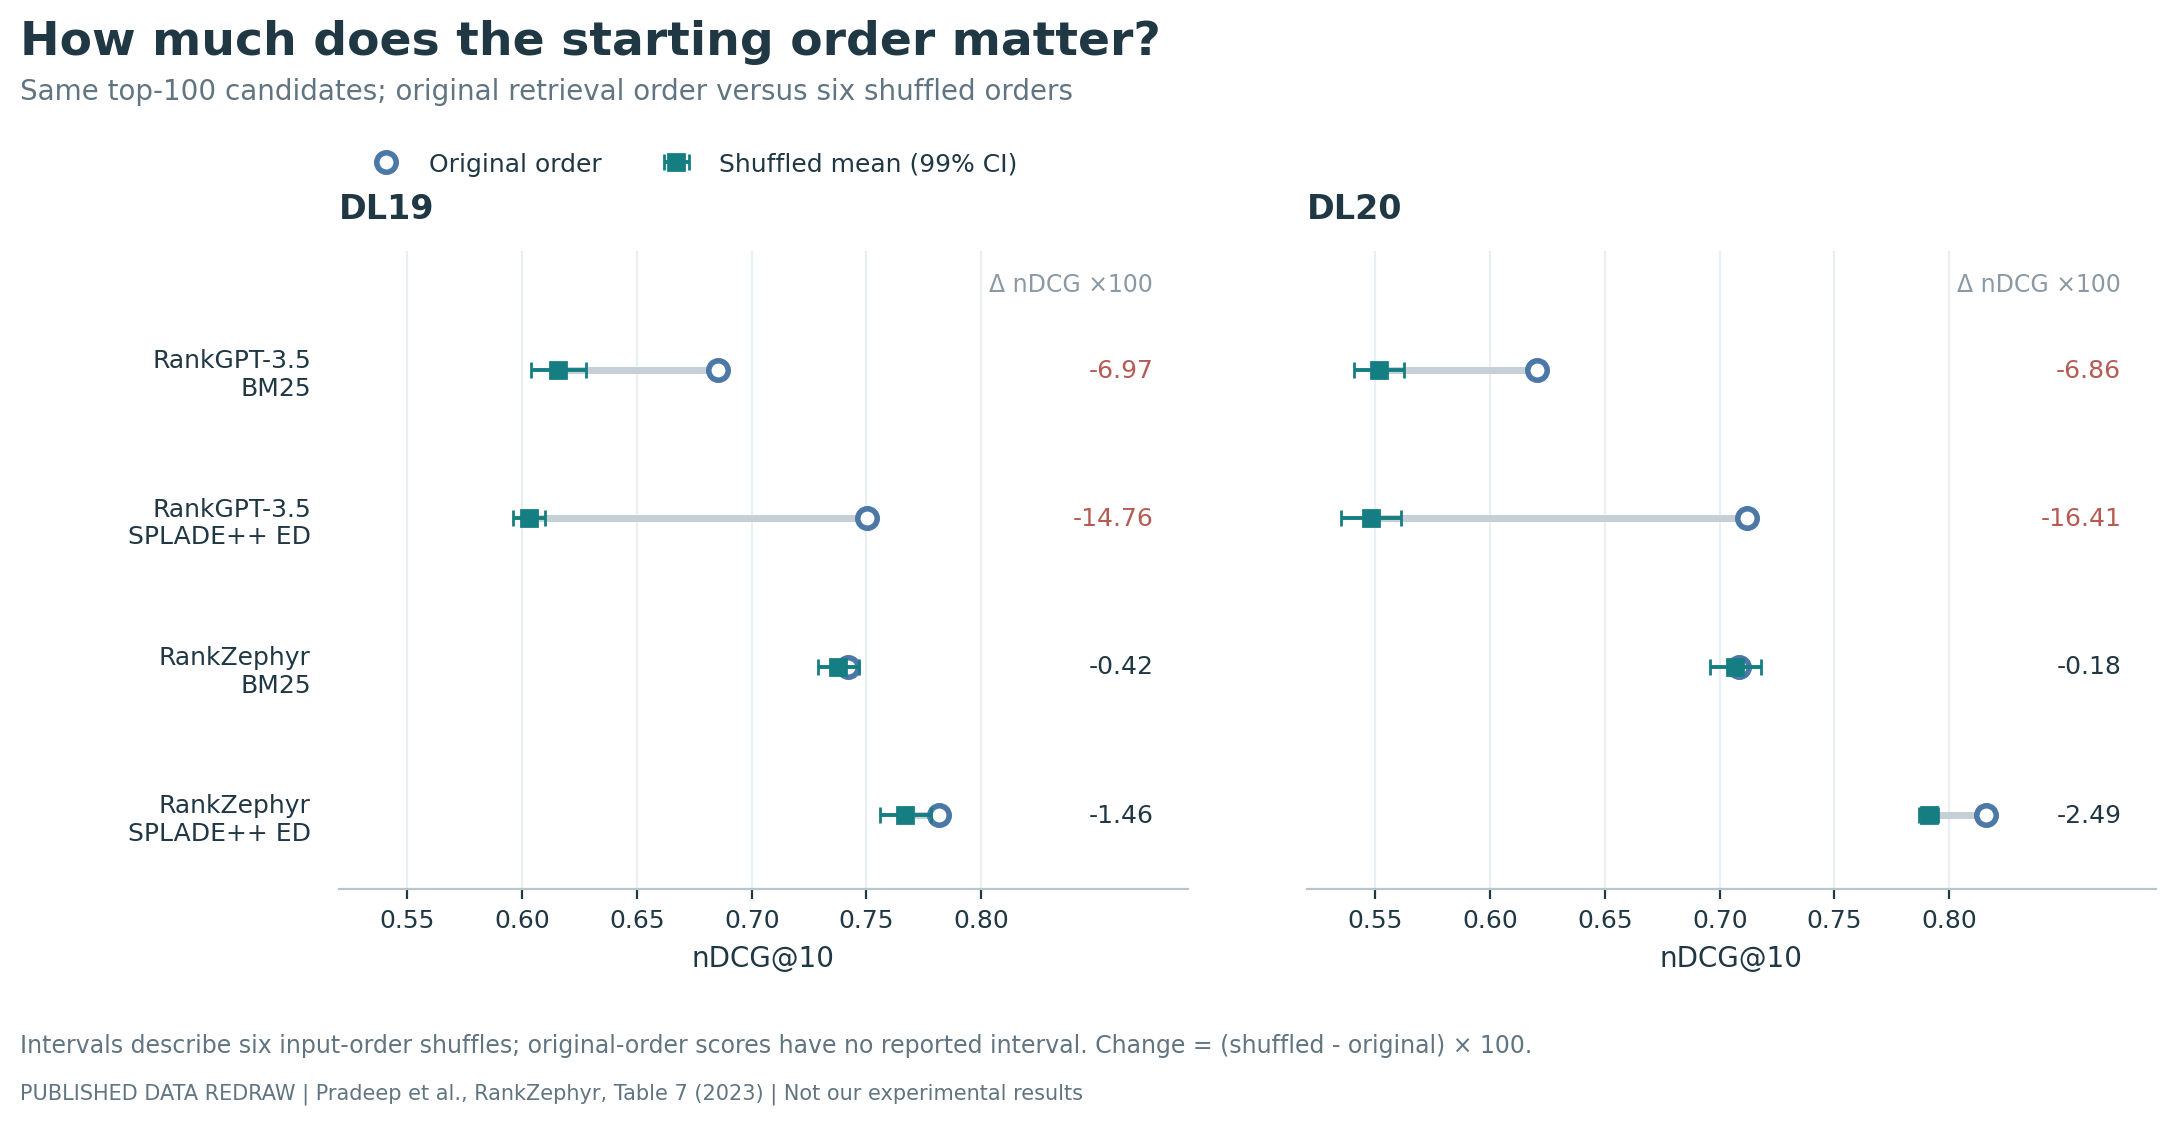 How much does the starting order matter?
Same top-100 candidates; original retrieval order versus six shuffled orders
Original order
Shuffled mean (99% CI)
DL19
DL20
Δ nDCG ×100
Δ nDCG ×100
RankGPT-3.5
BM25
-6.97
-6.86
RankGPT-3.5
SPLADE++ ED
-14.76
-16.41
RankZephyr
BM25
-0.42
-0.18
RankZephyr
SPLADE++ ED
-1.46
-2.49
0.55 0.60 0.65 0.70 0.75 0.80
0.55 0.60 0.65 0.70 0.75 0.80
nDCG@10
nDCG@10
Intervals describe six input-order shuffles; original-order scores have no reported interval. Change = (shuffled - original) × 100.
PUBLISHED DATA REDRAW | Pradeep et al., RankZephyr, Table 7 (2023) | Not our experimental results